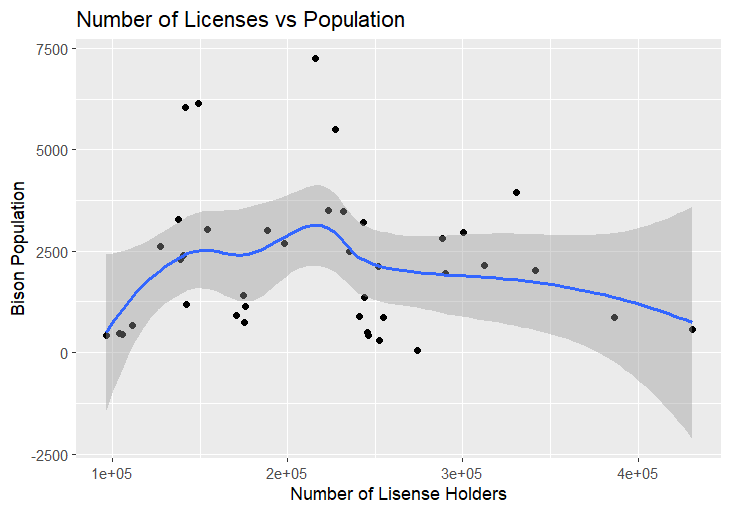 Number of Licenses vs Population
7500
5000
2500
0
-2500
Bison Population
1e+05
2e+05
3e+05
4e+05
Number of Lisense Holders